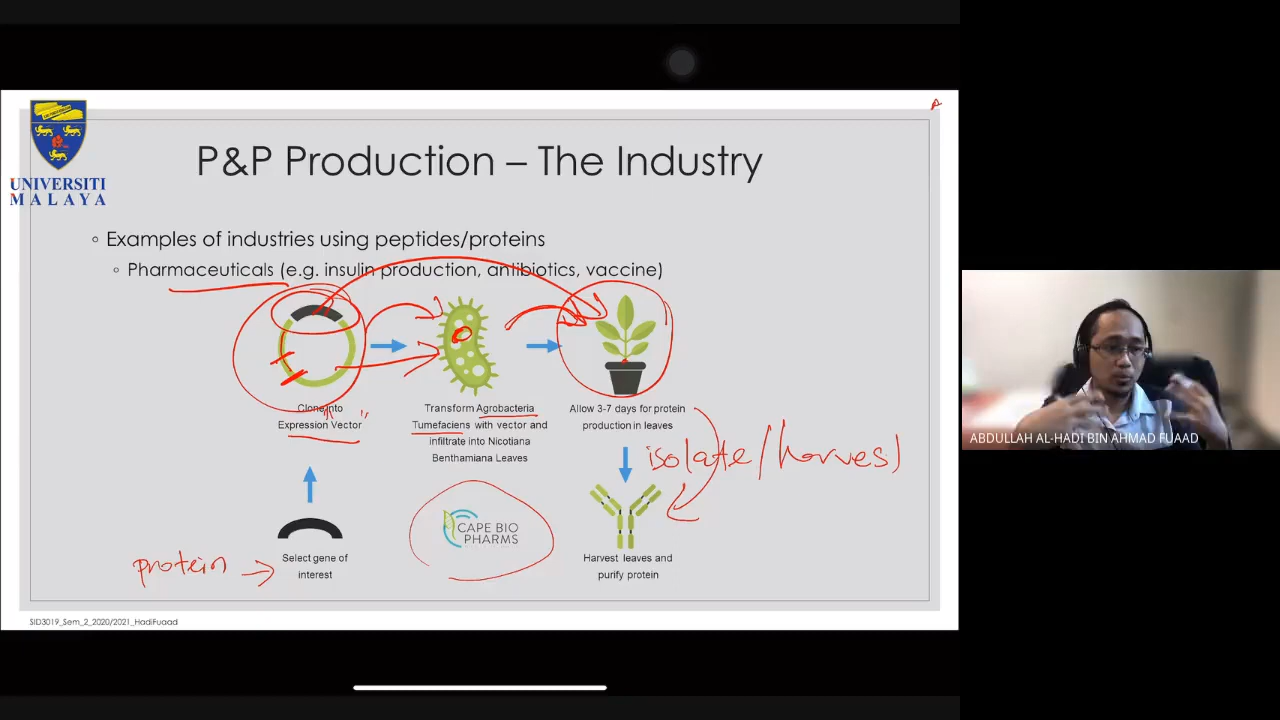 UNIVERSITI
MALAYA
P&P Production – The Industry
◦ Examples of industries using peptides/proteins
◦ Pharmaceuticals (e.g. insulin production, antibiotics, vaccine)
Clone into
Expression Vector
Transform Agrobacteria
Tumefaciens with vector and
infiltrate into Nicotiana
Benthamiana Leaves
Allow 3-7 days for protein
production in leaves
isolate/harvest
protein →
Select gene of
interest
CAPE BIO
PHARMS
Harvest leaves and
purify protein
SID3019_Sem_2_2020/2021_HadiFuaad
ABDULLAH AL-HADI BIN AHMAD FUAAD